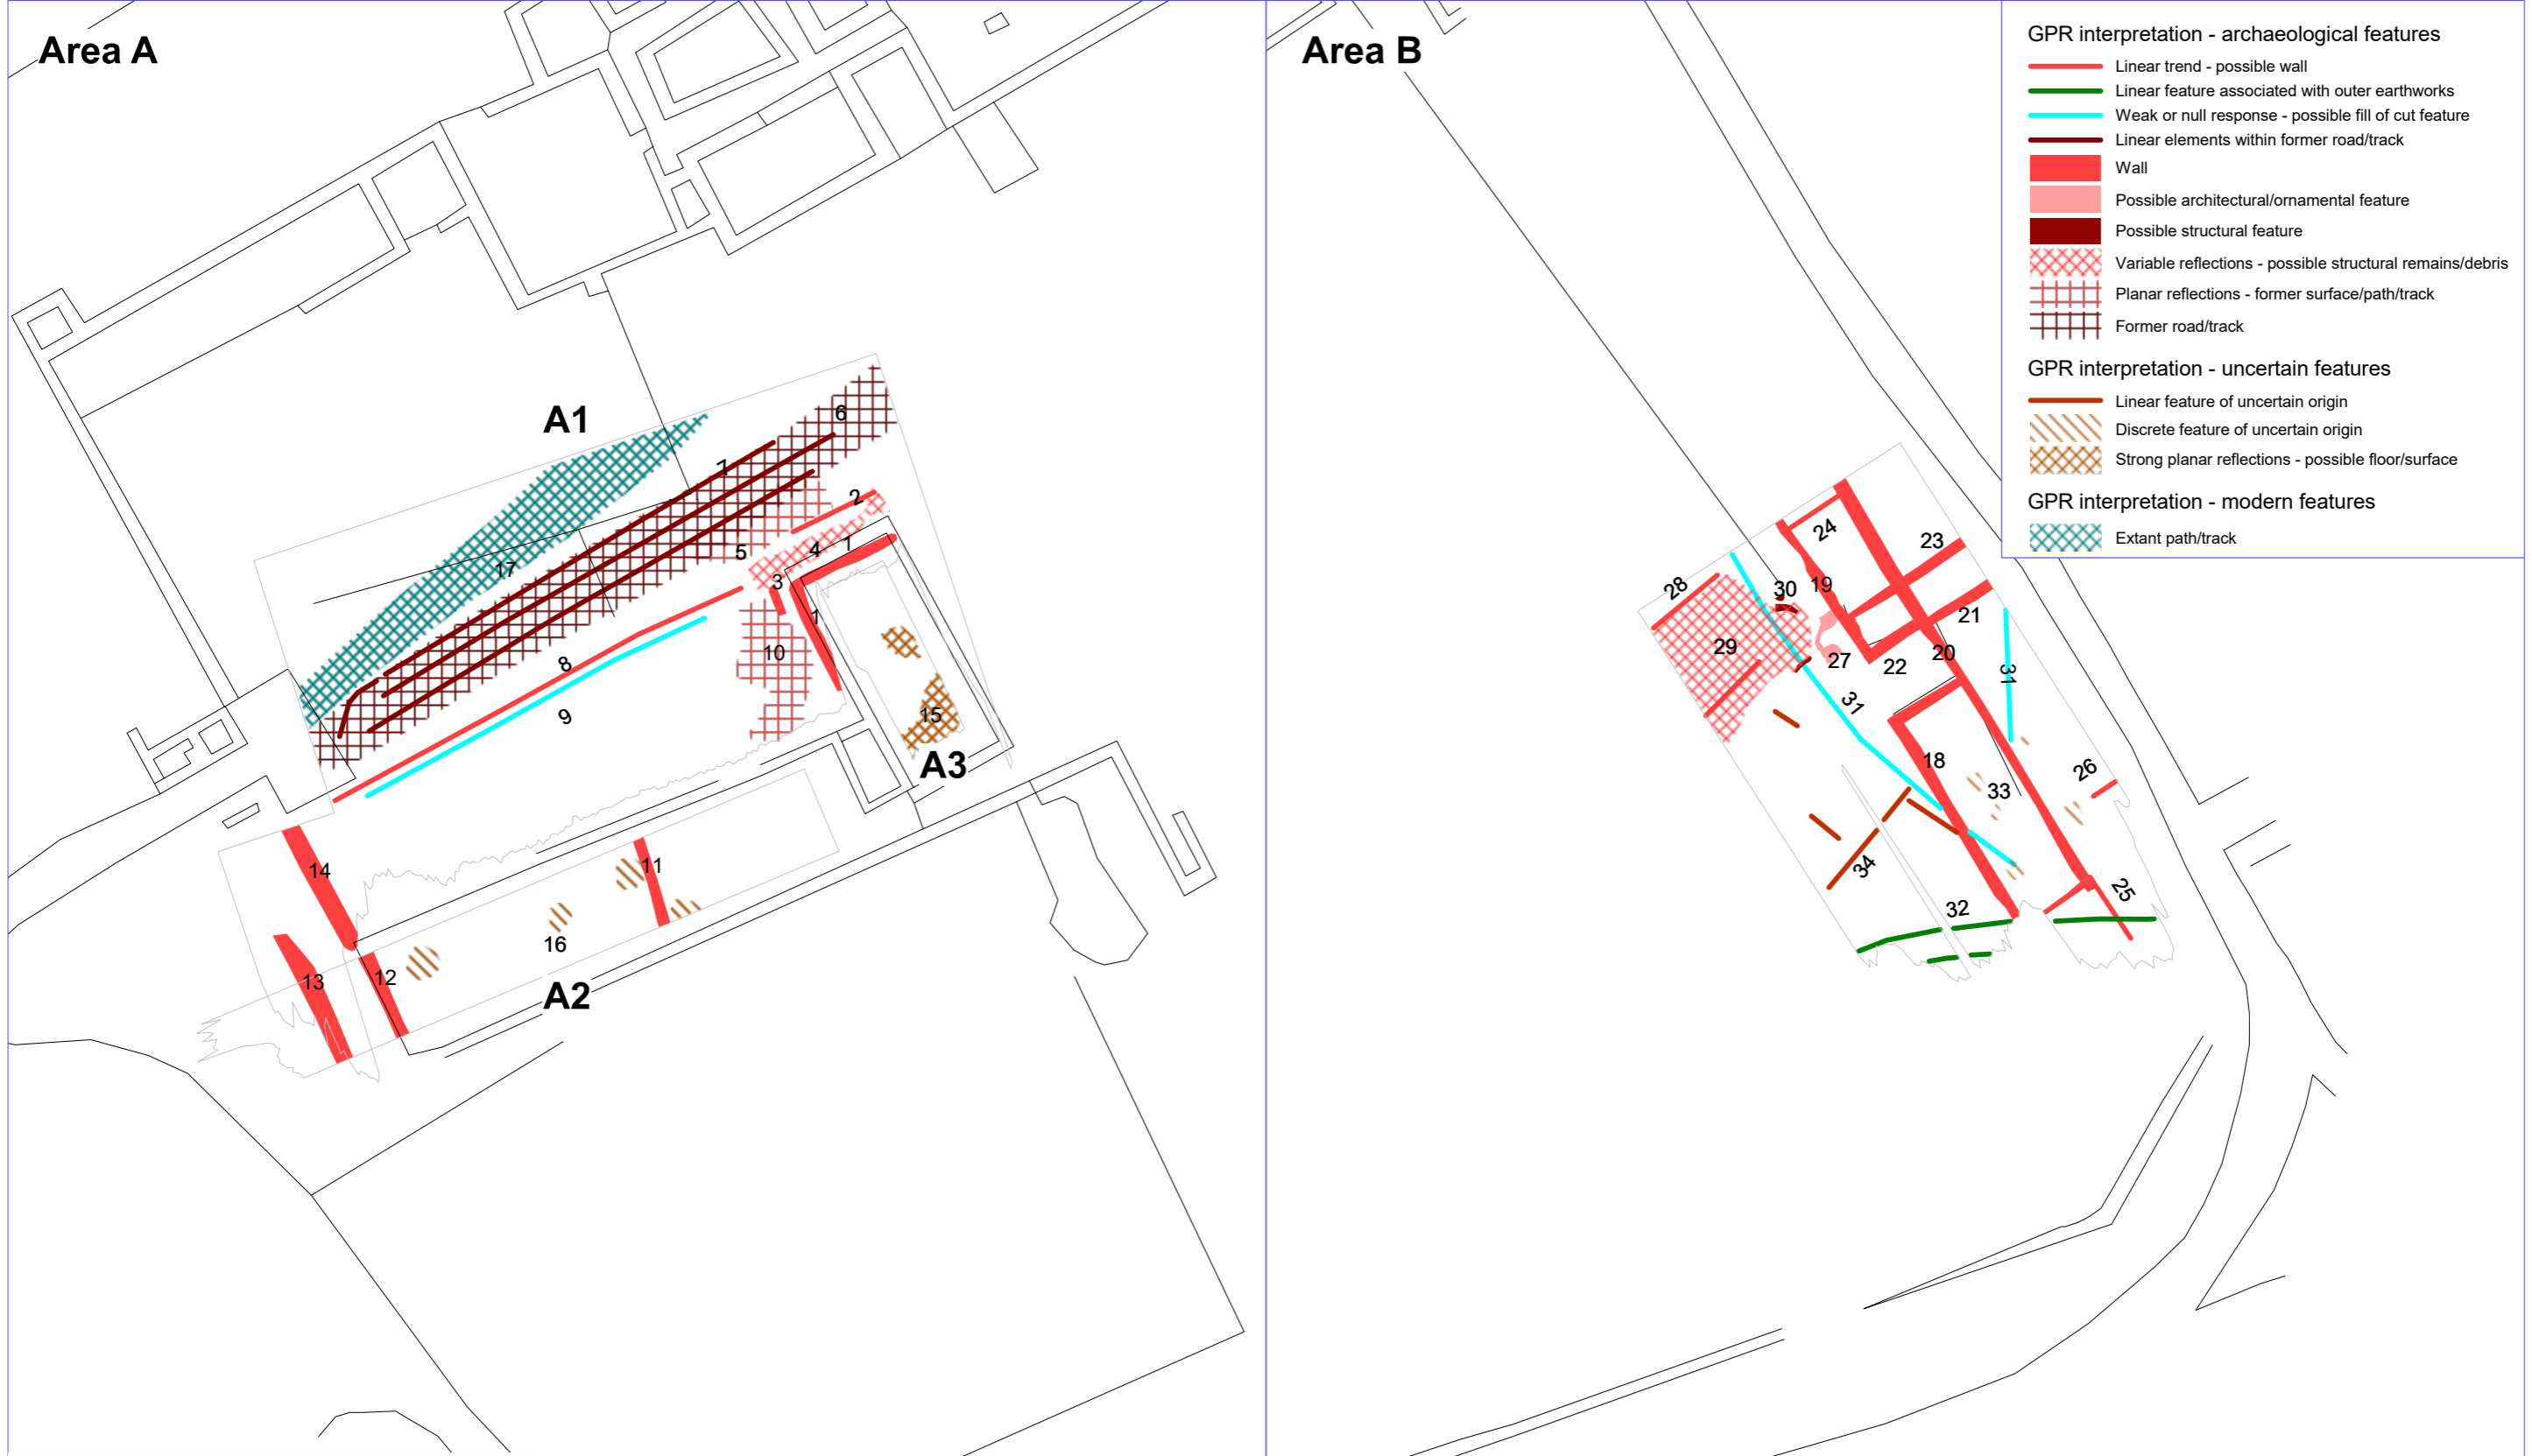 Area A
A1
6
7
2
17
5
4
1
3
1
8
10
9
15
A3
11
14
16
13
12
A2
Area B
24
23
28
30
19
21
29
27
22
20
31
31
18
33
26
34
32
25
GPR interpretation - archaeological features
Linear trend - possible wall
Linear feature associated with outer earthworks
Weak or null response - possible fill of cut feature
Linear elements within former road/track
Wall
Possible architectural/ornamental feature
Possible structural feature
Variable reflections - possible structural remains/debris
Planar reflections - former surface/path/track
Former road/track
GPR interpretation - uncertain features
Linear feature of uncertain origin
Discrete feature of uncertain origin
Strong planar reflections - possible floor/surface
GPR interpretation - modern features
Extant path/track